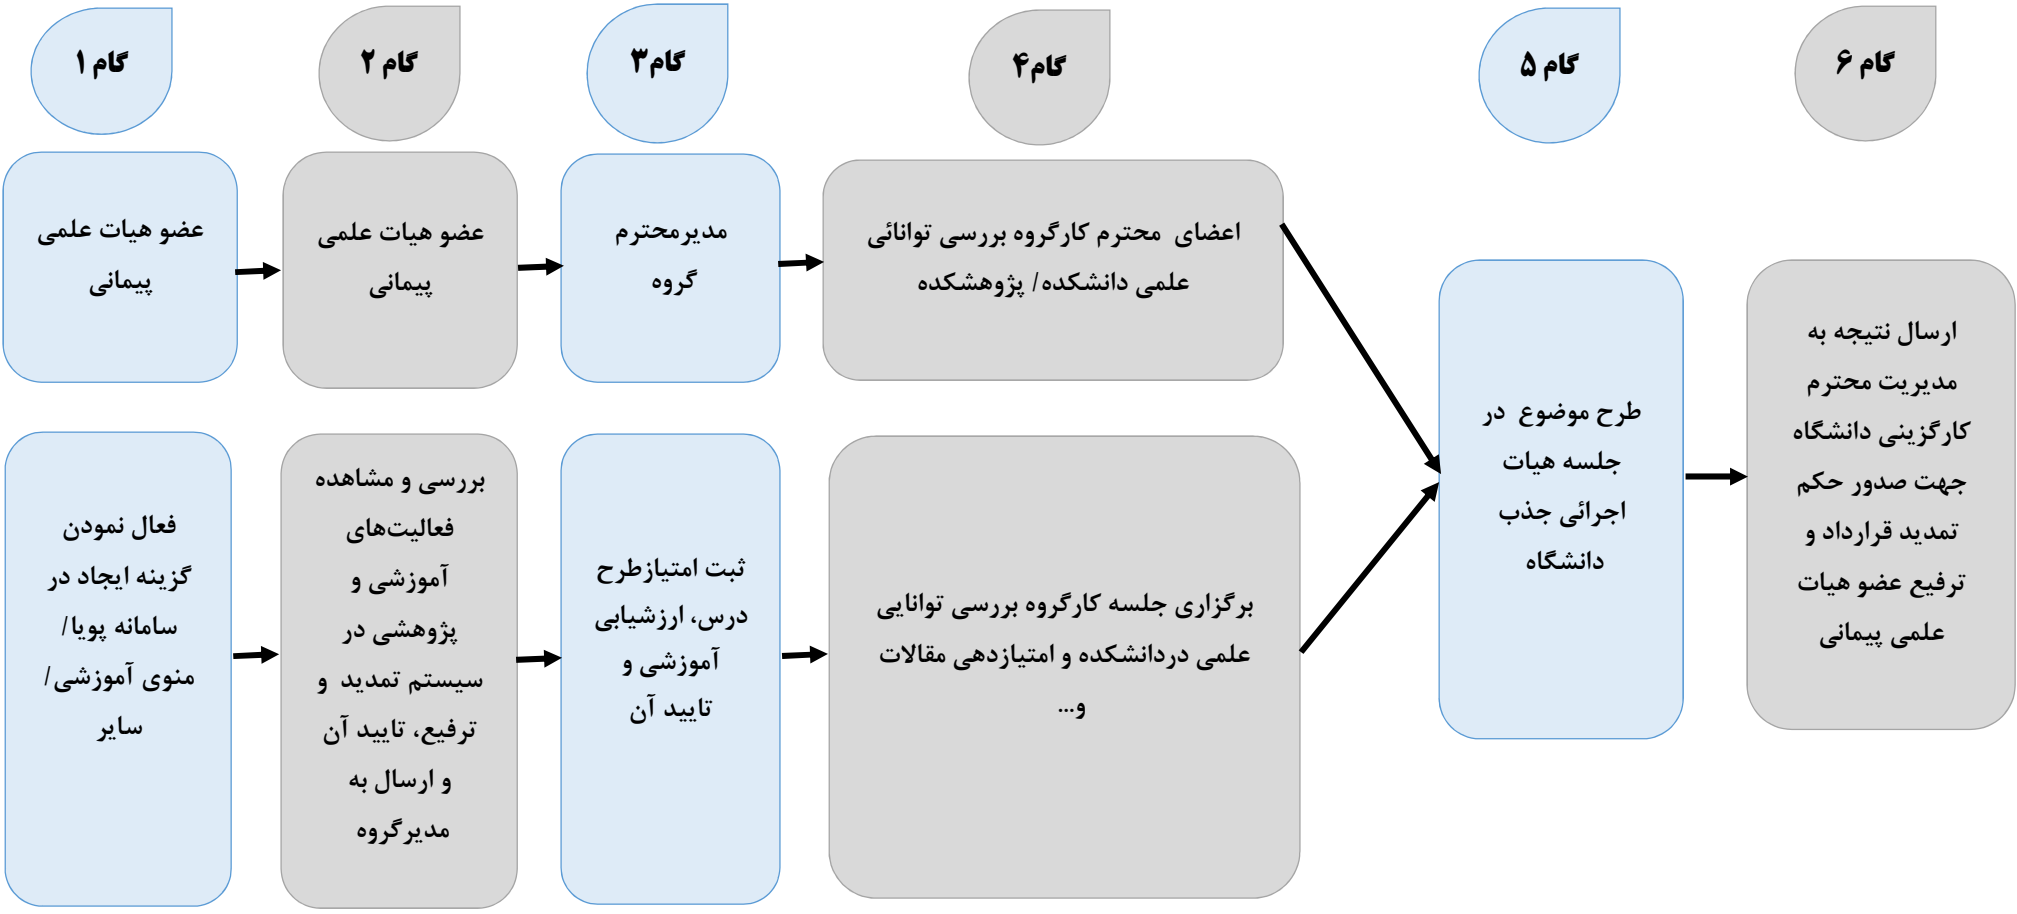 گام ۱
گام ۲
گام۳
گام۴
گام ۵
گام ۶
عضو هیات علمی
پیمانی
عضو هیات علمی
پیمانی
مدیرمحترم
گروه
اعضای محترم کارگروه بررسی توانائی
علمی دانشکده/ پژوهشکده
فعال نمودن
گزینه ایجاد در
سامانه پویا/
منوی آموزشی/
سایر
بررسی و مشاهده
فعالیت‌های
آموزشی و
پژوهشی در
سیستم تمدید و
ترفیع، تایید آن
و ارسال به
مدیرگروه
ثبت امتیازطرح
درس، ارزشیابی
آموزشی و
تایید آن
برگزاری جلسه کارگروه بررسی توانایی
علمی دردانشکده و امتیازدهی مقالات
و...
طرح موضوع در
جلسه هیات
اجرائی جذب
دانشگاه
ارسال نتیجه به
مدیریت محترم
کارگزینی دانشگاه
جهت صدور حکم
تمدید قرارداد و
ترفیع عضو هیات
علمی پیمانی